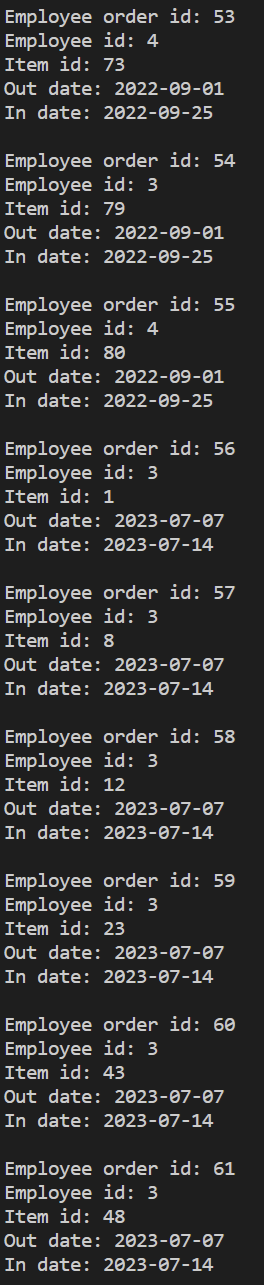 Employee order id: 53
Employee id: 4
Item id: 73
Out date: 2022-09-01
In date: 2022-09-25

Employee order id: 54
Employee id: 3
Item id: 79
Out date: 2022-09-01
In date: 2022-09-25

Employee order id: 55
Employee id: 4
Item id: 80
Out date: 2022-09-01
In date: 2022-09-25

Employee order id: 56
Employee id: 3
Item id: 1
Out date: 2023-07-07
In date: 2023-07-14

Employee order id: 57
Employee id: 3
Item id: 8
Out date: 2023-07-07
In date: 2023-07-14

Employee order id: 58
Employee id: 3
Item id: 12
Out date: 2023-07-07
In date: 2023-07-14

Employee order id: 59
Employee id: 3
Item id: 23
Out date: 2023-07-07
In date: 2023-07-14

Employee order id: 60
Employee id: 3
Item id: 43
Out date: 2023-07-07
In date: 2023-07-14

Employee order id: 61
Employee id: 3
Item id: 48
Out date: 2023-07-07
In date: 2023-07-14